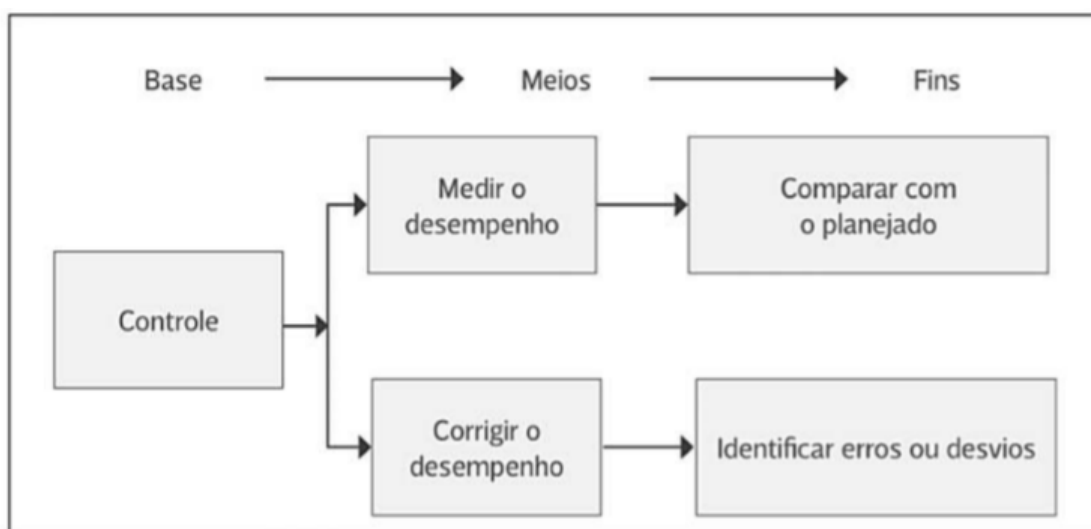 Base
Meios
Fins
Medir o
desempenho
Comparar com
o planejado
Controle
Corrigir o
desempenho
Identificar erros ou desvios